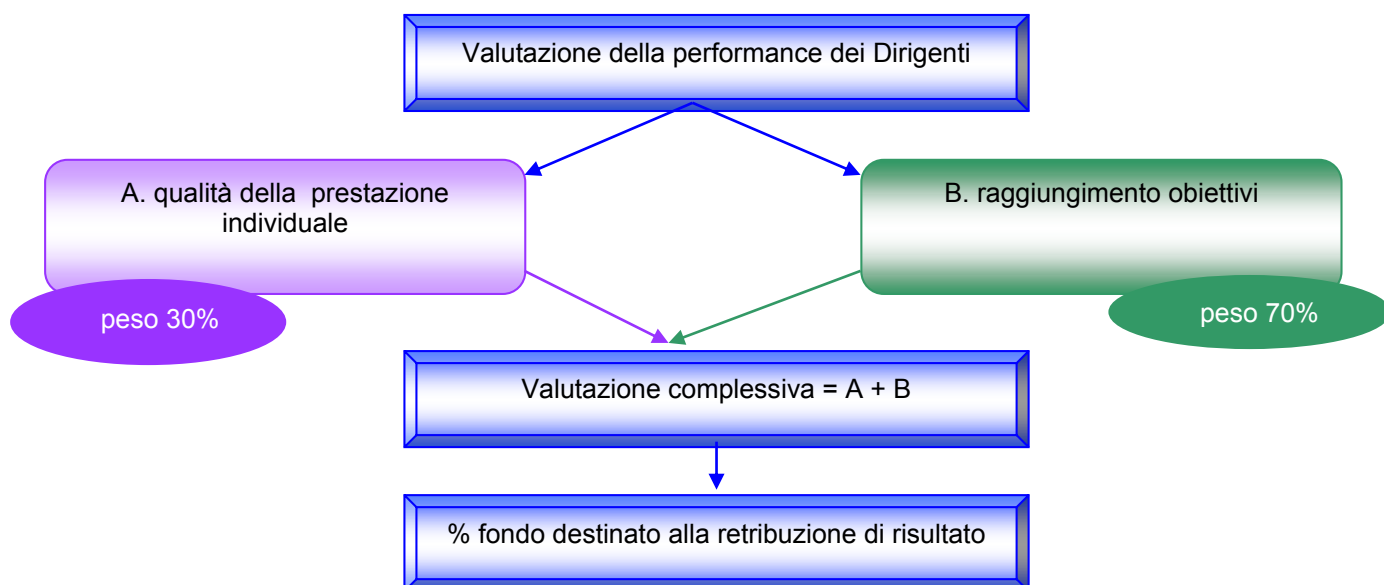 Valutazione della performance dei Dirigenti
A. qualità della prestazione
individuale
B. raggiungimento obiettivi
peso 30%
peso 70%
Valutazione complessiva = A + B
% fondo destinato alla retribuzione di risultato